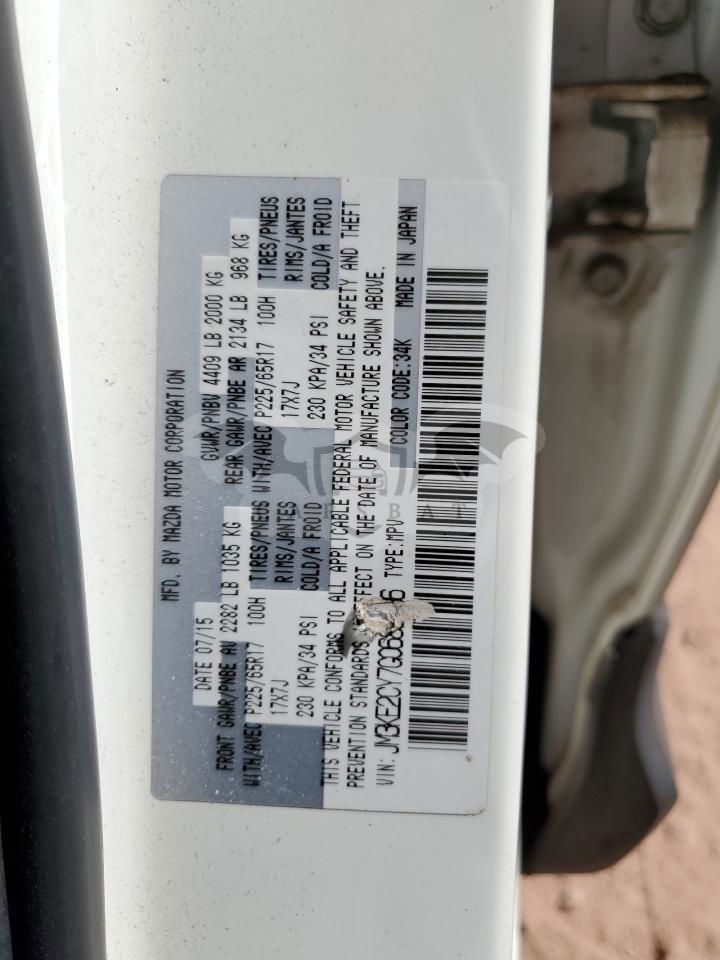 MFD. BY MAZDA MOTOR CORPORATION
DATE 07/15 GVWR/PNBV 4409 LB 2000 KG
FRONT GAWR/PNBE AV 2282 LB 1035 KG REAR GAWR/PNBE AR 2134 LB 968 KG
WITH/AVEC P225/65R17 100H TIRES/PNEUS WITH/AVEC P225/65R17 100H TIRES/PNEUS
17X7J RIMS/JANTES 17X7J RIMS/JANTES
230 KPA/34 PSI COLD/A FROID 230 KPA/34 PSI COLD/A FROID
THIS VEHICLE CONFORMS TO ALL APPLICABLE FEDERAL MOTOR VEHICLE SAFETY AND THEFT
PREVENTION STANDARDS EFFECT ON THE DATE OF MANUFACTURE SHOWN ABOVE.
VIN: TYPE:MPV COLOR CODE:34K MADE IN JAPAN